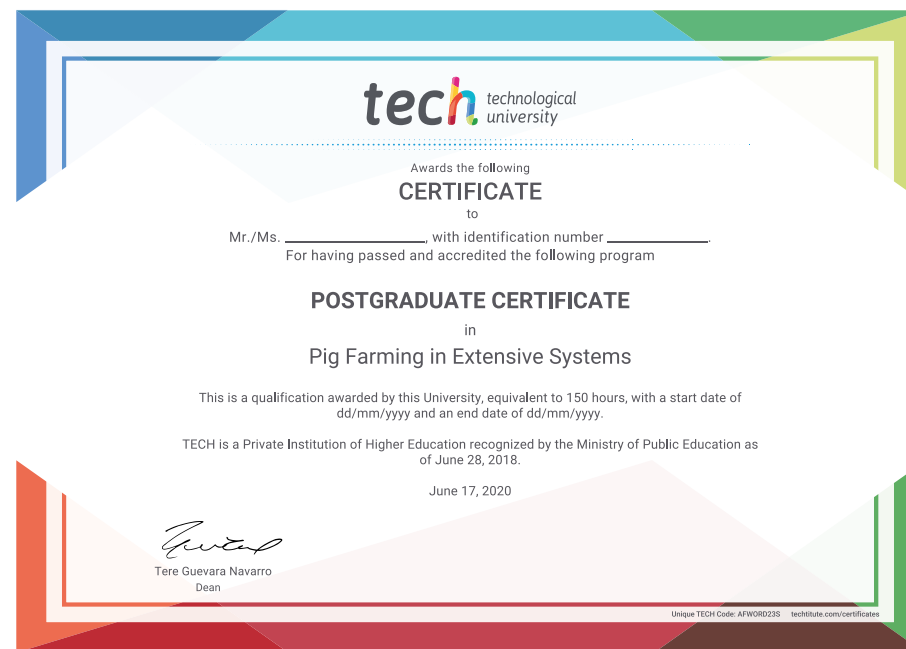 tech technological
university
Awards the following
CERTIFICATE
to
Mr./Ms. ________________, with identification number ____________.
For having passed and accredited the following program
POSTGRADUATE CERTIFICATE
in
Pig Farming in Extensive Systems
This is a qualification awarded by this University, equivalent to 150 hours, with a start date of
dd/mm/yyyy and an end date of dd/mm/yyyy.
TECH is a Private Institution of Higher Education recognized by the Ministry of Public Education as
of June 28, 2018.
June 17, 2020
Tere Guevara Navarro
Dean
Unique TECH Code: AFWORD23S techtitute.com/certificates